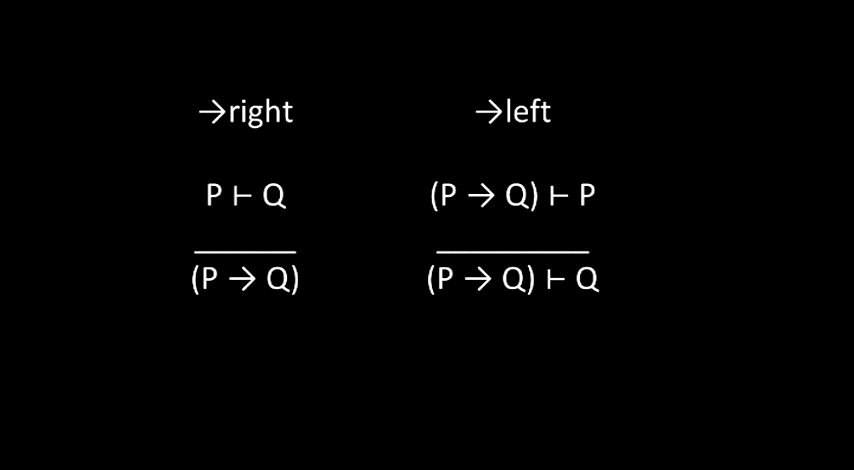 →right
P ⊢ Q
(P → Q)
→left
(P → Q) ⊢ P
(P → Q) ⊢ Q